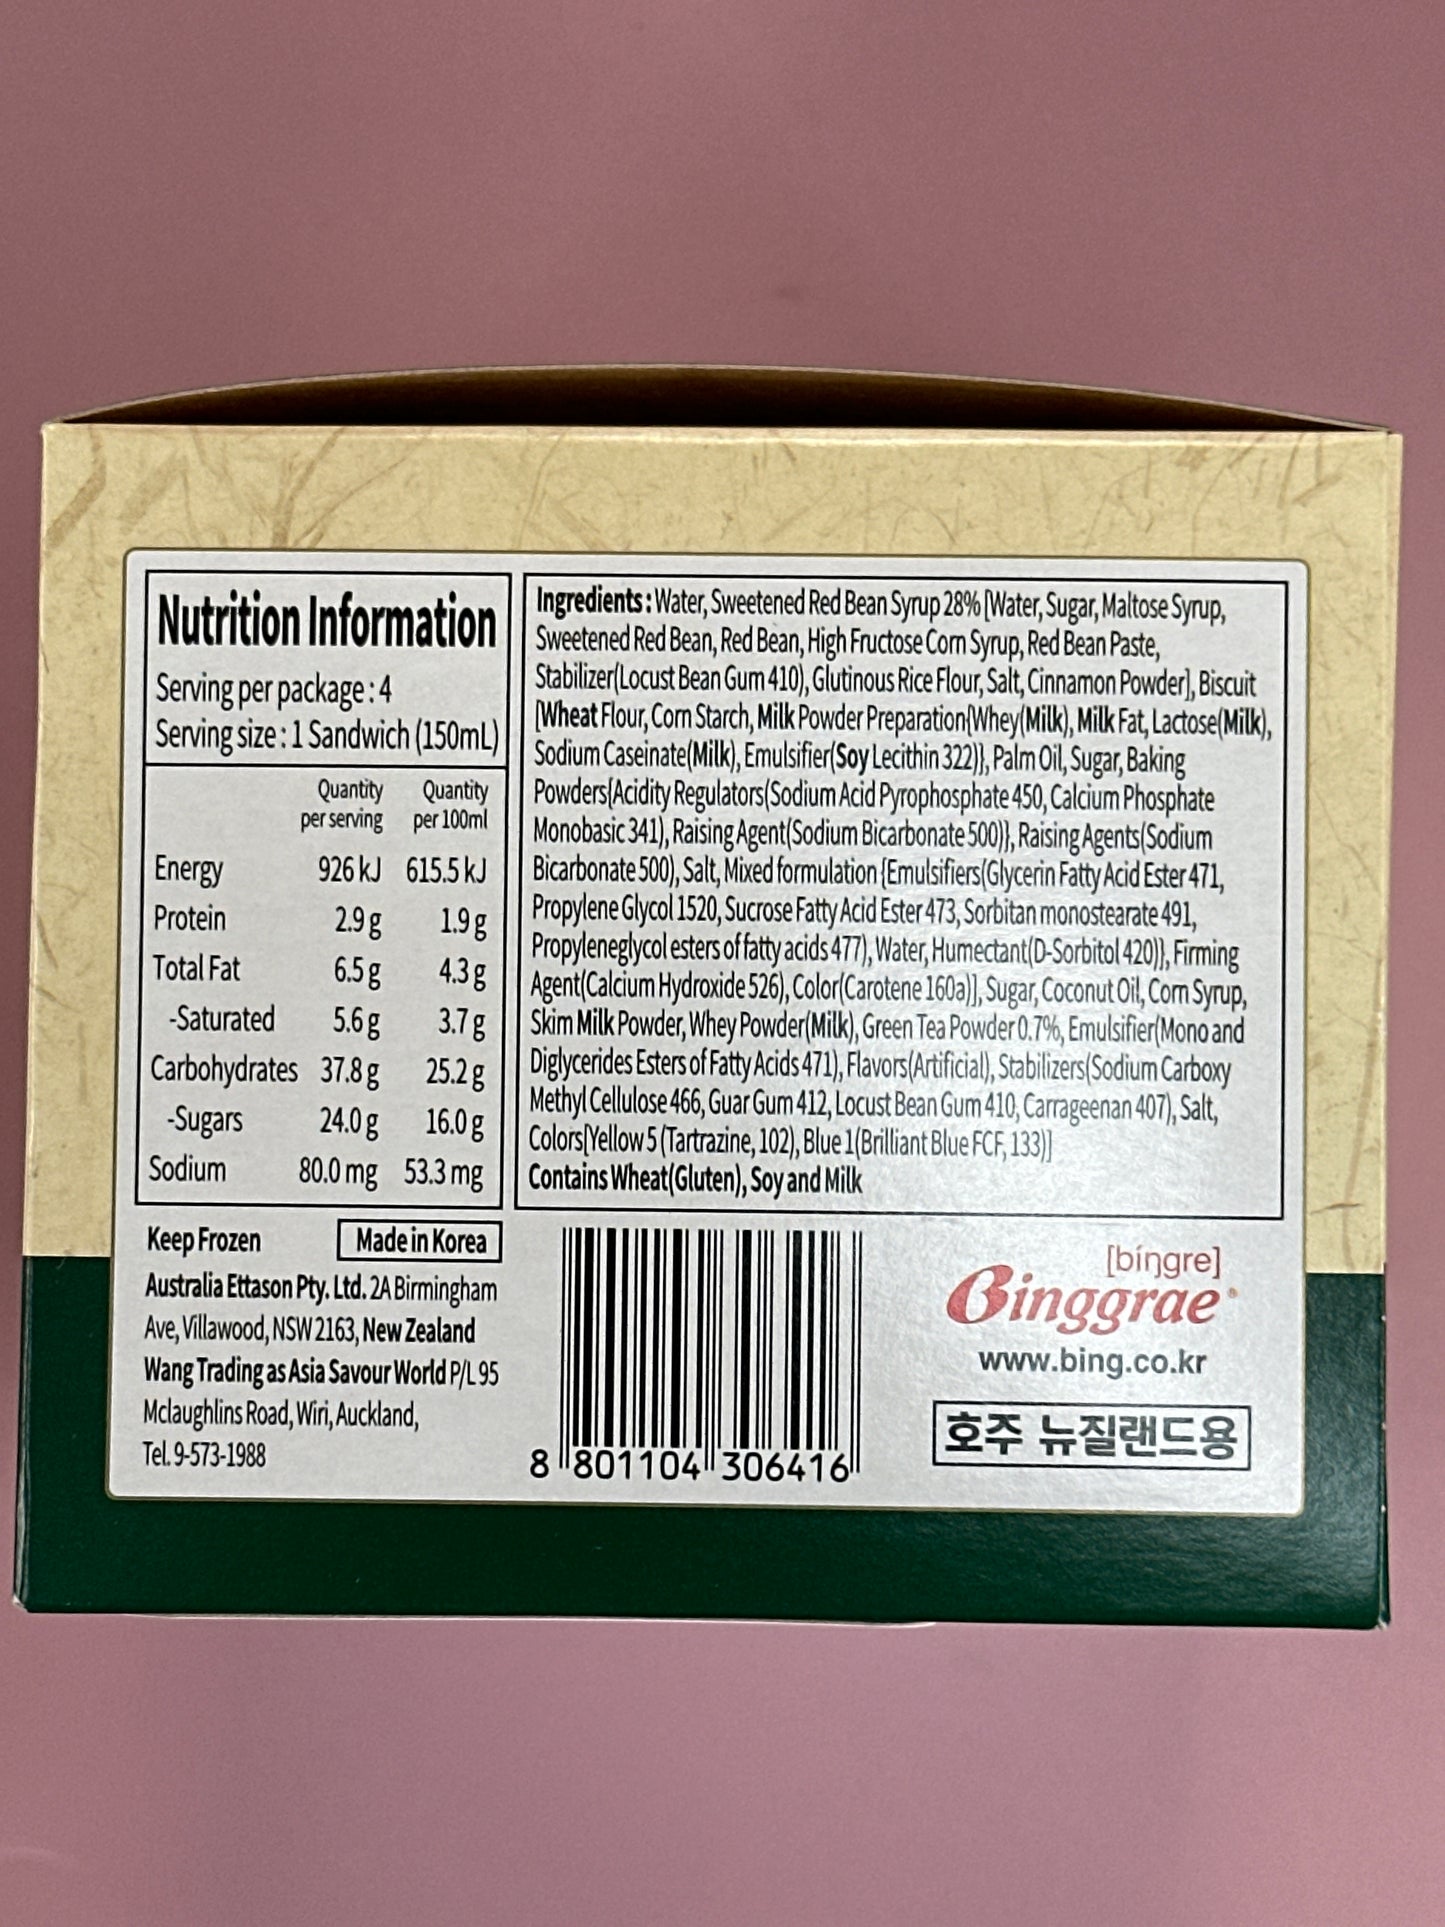 Nutrition Information
Serving per package : 4
Serving size : 1 Sandwich (150mL)
Quantity per serving Quantity per 100ml
Energy 926 kJ 615.5 kJ
Protein 2.9 g 1.9 g
Total Fat 6.5 g 4.3 g
-Saturated 5.6 g 3.7 g
Carbohydrates 37.8 g 25.2 g
-Sugars 24.0 g 16.0 g
Sodium 80.0 mg 53.3 mg
Ingredients : Water, Sweetened Red Bean Syrup 28% [Water, Sugar, Maltose Syrup,
Sweetened Red Bean, Red Bean, High Fructose Corn Syrup, Red Bean Paste,
Stabilizer(Locust Bean Gum 410), Glutinous Rice Flour, Salt, Cinnamon Powder], Biscuit
[Wheat Flour, Corn Starch, Milk Powder Preparation{Whey(Milk), Milk Fat, Lactose(Milk),
Sodium Caseinate(Milk), Emulsifier(Soy Lecithin 322)}, Palm Oil, Sugar, Baking
Powders{Acidity Regulators(Sodium Acid Pyrophosphate 450, Calcium Phosphate
Monobasic 341), Raising Agent(Sodium Bicarbonate 500)}, Raising Agents(Sodium
Bicarbonate 500), Salt, Mixed formulation {Emulsifiers(Glycerin Fatty Acid Ester 471,
Propylene Glycol 1520, Sucrose Fatty Acid Ester 473, Sorbitan monostearate 491,
Propyleneglycol esters of fatty acids 477), Water, Humectant(D-Sorbitol 420)}, Firming
Agent(Calcium Hydroxide 526), Color(Carotene 160a)], Sugar, Coconut Oil, Corn Syrup,
Skim Milk Powder, Whey Powder(Milk), Green Tea Powder 0.7%, Emulsifier(Mono and
Diglycerides Esters of Fatty Acids 471), Flavors(Artificial), Stabilizers(Sodium Carboxy
Methyl Cellulose 466, Guar Gum 412, Locust Bean Gum 410, Carrageenan 407), Salt,
Colors[Yellow 5 (Tartrazine, 102), Blue 1(Brilliant Blue FCF, 133)]
Contains Wheat(Gluten), Soy and Milk
Keep Frozen
Made in Korea
Australia Ettason Pty. Ltd. 2A Birmingham
Ave, Villawood, NSW 2163, New Zealand
Wang Trading as Asia Savour World P/L 95
Mclaughlins Road, Wiri, Auckland,
Tel. 9-573-1988
8 801104 306416
[bíŋgre]
Binggrae®
www.bing.co.kr
호주 뉴질랜드용